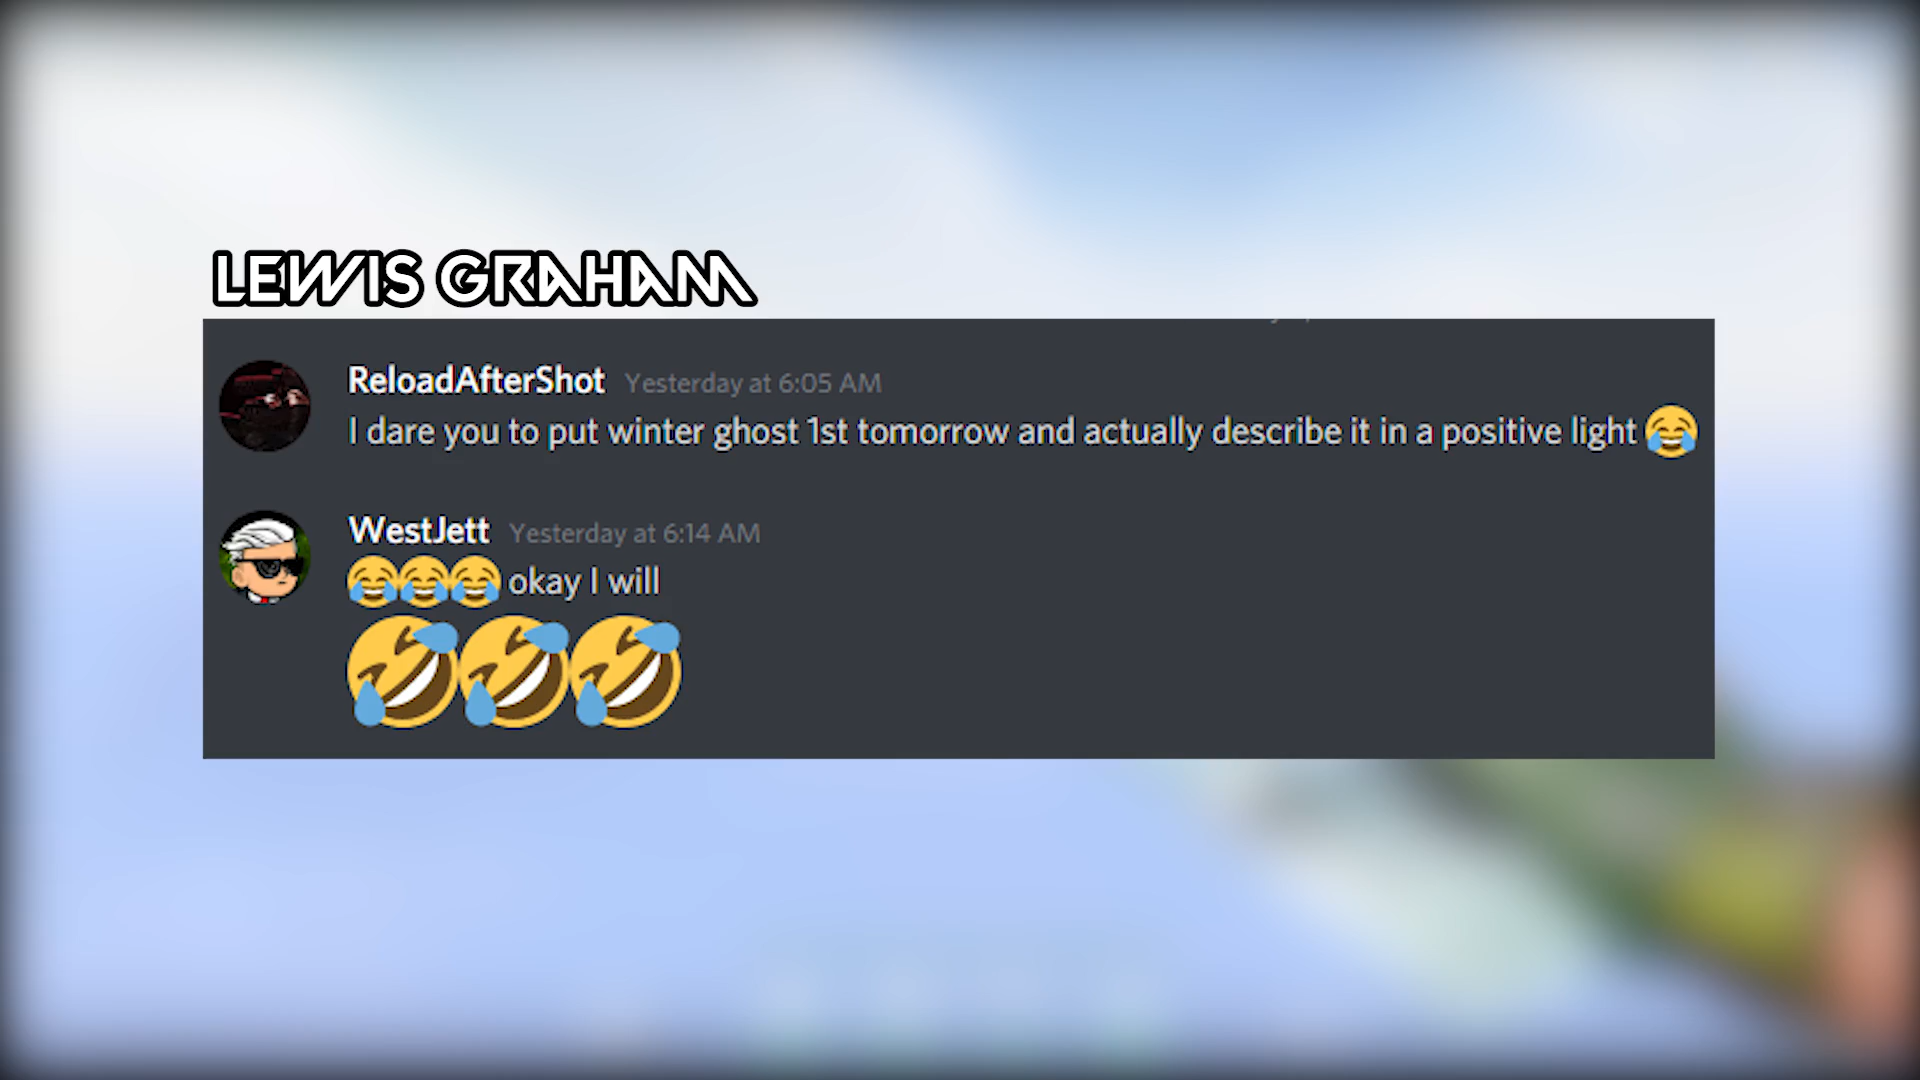 LEWIS GRAHAM
ReloadAfterShot Yesterday at 6:05 AM
I dare you to put winter ghost 1st tomorrow and actually describe it in a positive light 😂
WestJett Yesterday at 6:14 AM
😂😂😂 okay I will
🤣🤣🤣